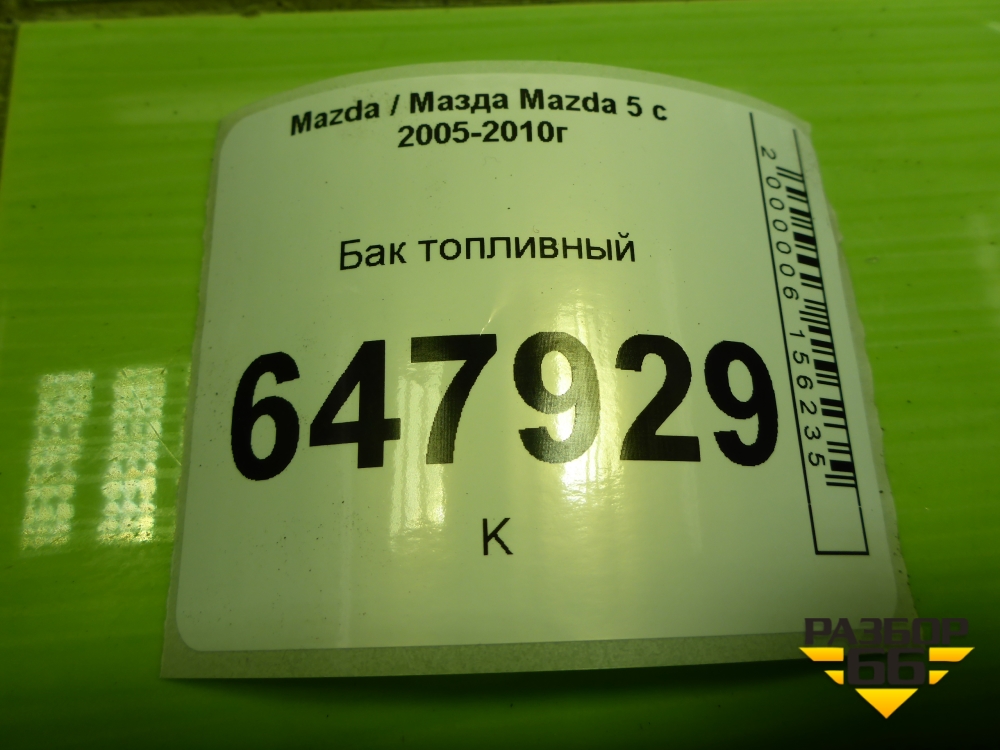 Mazda / Мазда Mazda 5 с
2005-2010г
Бак топливный
647929
К
2000006156235
РАЗБОР
66